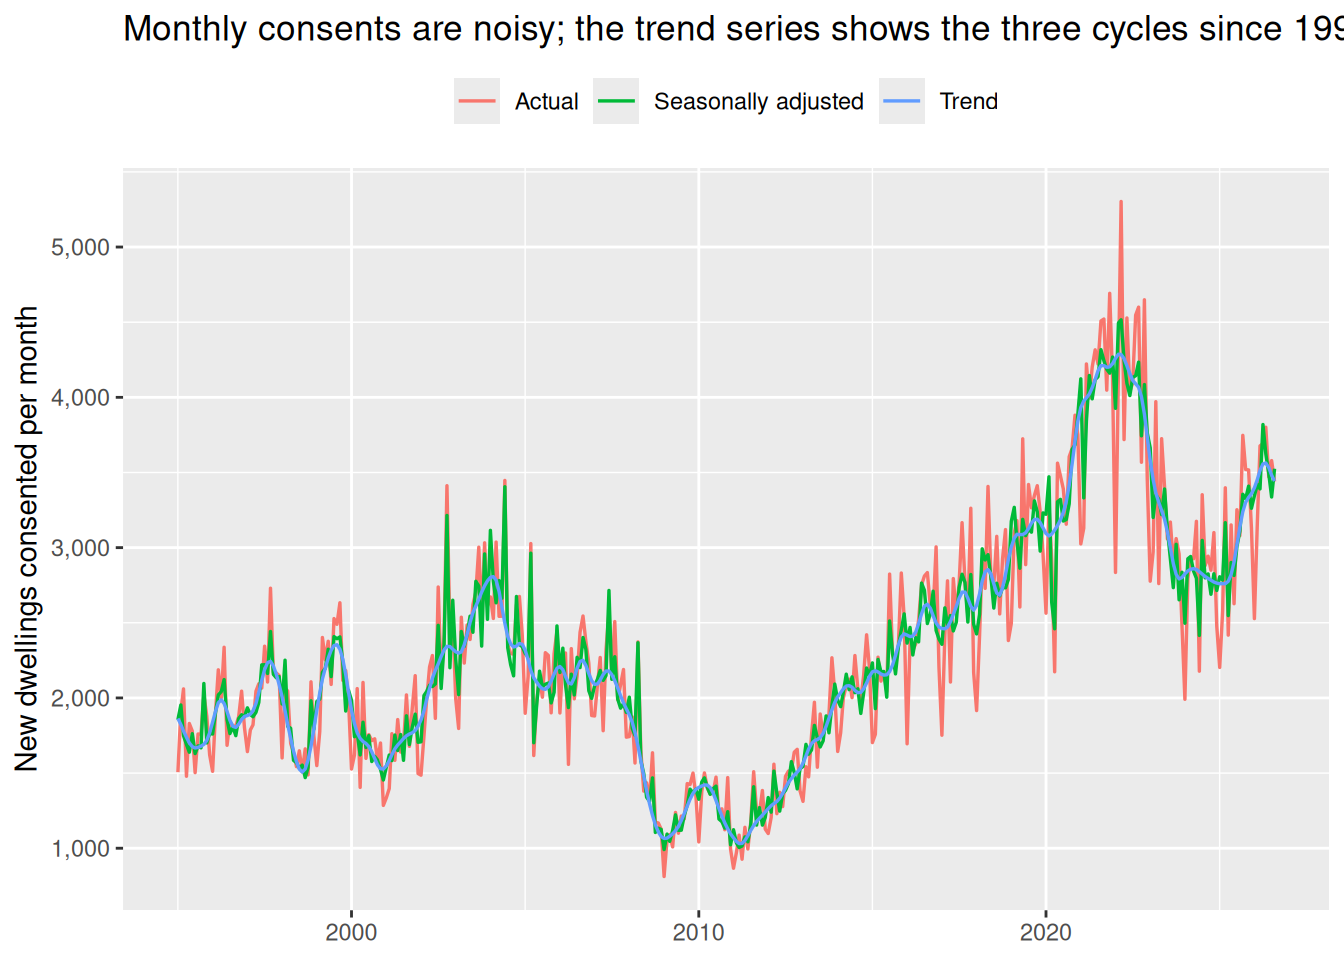 Monthly consents are noisy; the trend series shows the three cycles since 199
Actual
Seasonally adjusted
Trend
New dwellings consented per month
5,000
4,000
3,000
2,000
1,000
2000
2010
2020